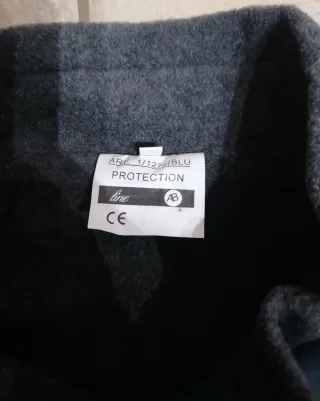 ART. 1/127 /BLU
PROTECTION
line AB ®
CE